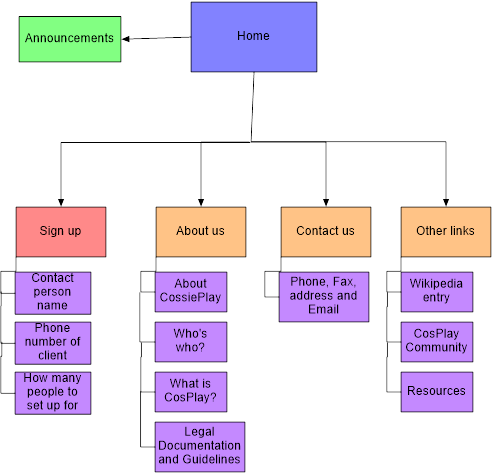 Announcements
Home
Sign up
About us
Contact us
Other links
Contact
person
name
Phone
number of
client
How many
people to
set up for
About
CossiePlay
Who's
who?
What is
CosPlay?
Legal
Documentation
and Guidelines
Phone, Fax,
address and
Email
Wikipedia
entry
CosPlay
Community
Resources